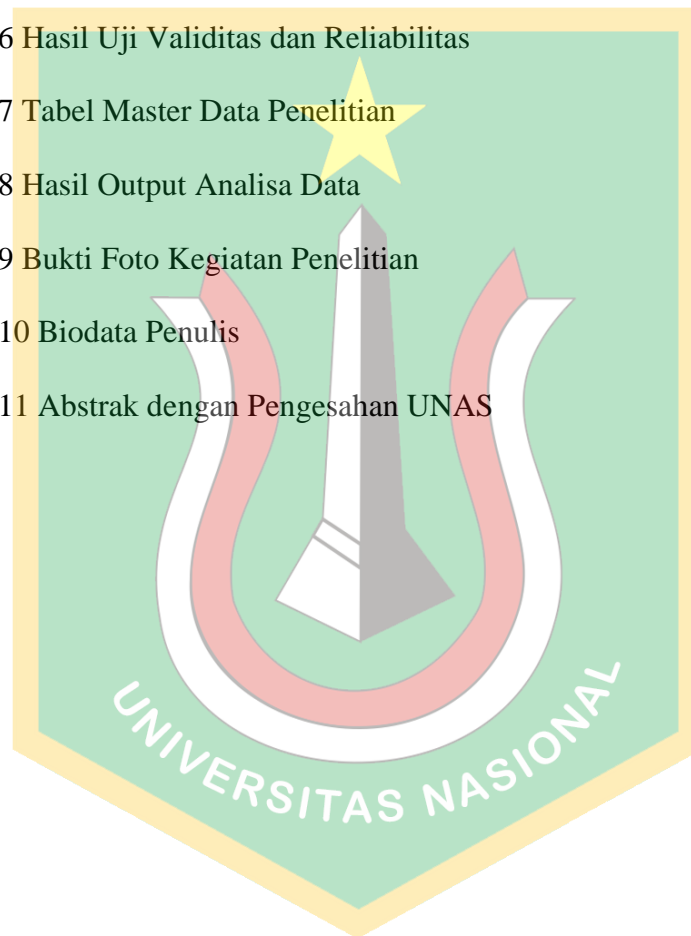 6 Hasil Uji Validitas dan Reliabilitas
7 Tabel Master Data Penelitian
8 Hasil Output Analisa Data
9 Bukti Foto Kegiatan Penelitian
10 Biodata Penulis
11 Abstrak dengan Pengesahan UNAS
UNIVERSITAS NASIONAL